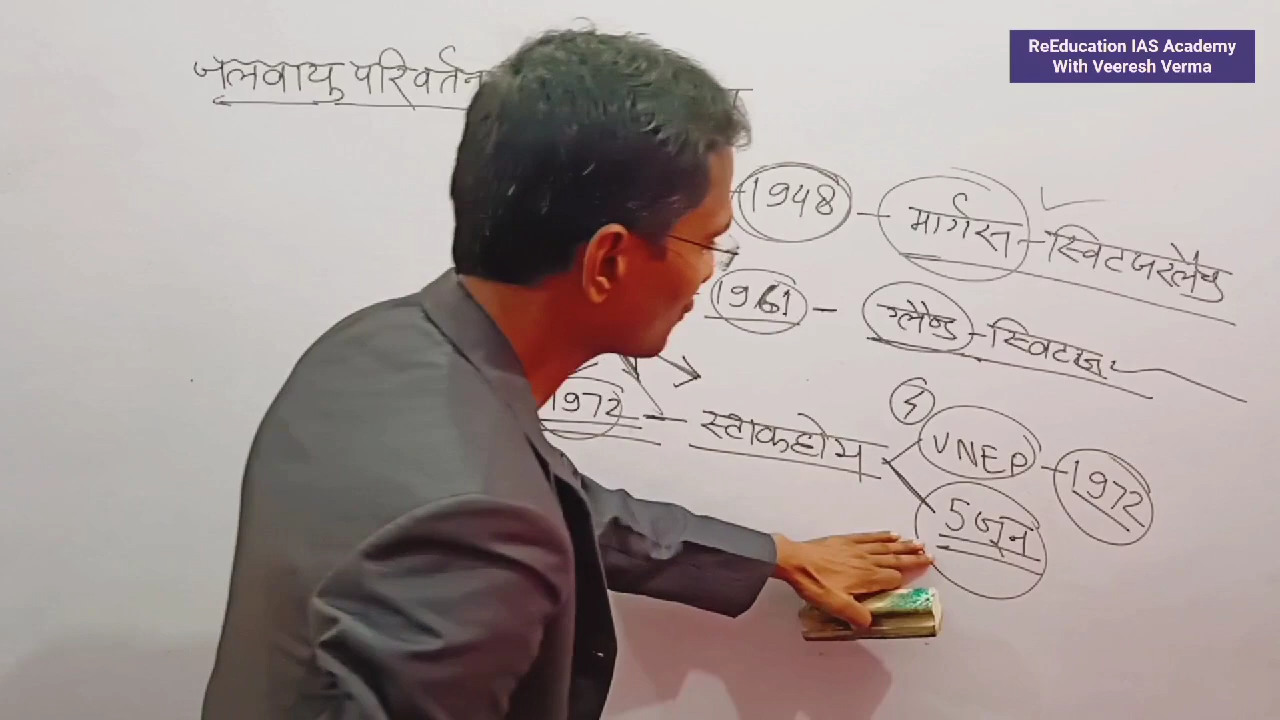 ReEducation IAS Academy
With Veeresh Verma
जलवायु परिवर्तन
1948 - मार्गस्त - स्विटजरलैण्ड
1961 - ग्लैण्ड - स्विटज
1972 - स्टाकहोम
UNEP - 1972
5 जून